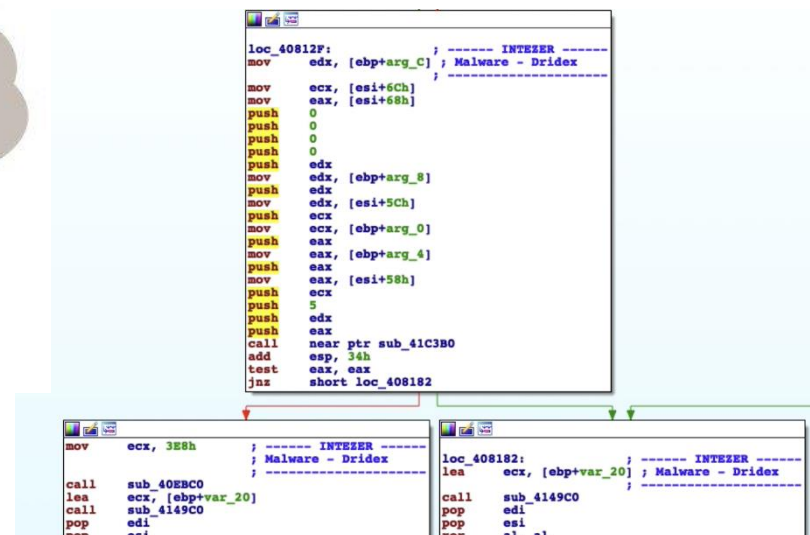 loc_40812F: ; ------ INTEZER ------
mov edx, [ebp+arg_C] ; Malware - Dridex
; ----------------------
mov ecx, [esi+6Ch]
mov eax, [esi+68h]
push 0
push 0
push 0
push 0
push edx
mov edx, [ebp+arg_8]
push edx
mov edx, [esi+5Ch]
push ecx
mov ecx, [ebp+arg_0]
push eax
mov eax, [ebp+arg_4]
push eax
mov eax, [esi+58h]
push ecx
push 5
push edx
push eax
call near ptr sub_41C3B0
add esp, 34h
test eax, eax
jnz short loc_408182
mov ecx, 3E8h ; ------ INTEZER ------
; Malware - Dridex
; ----------------------
call sub_40EBC0
lea ecx, [ebp+var_20]
call sub_4149C0
pop edi
loc_408182: ; ------ INTEZER ------
lea ecx, [ebp+var_20] ; Malware - Dridex
; ----------------------
call sub_4149C0
pop edi
pop esi